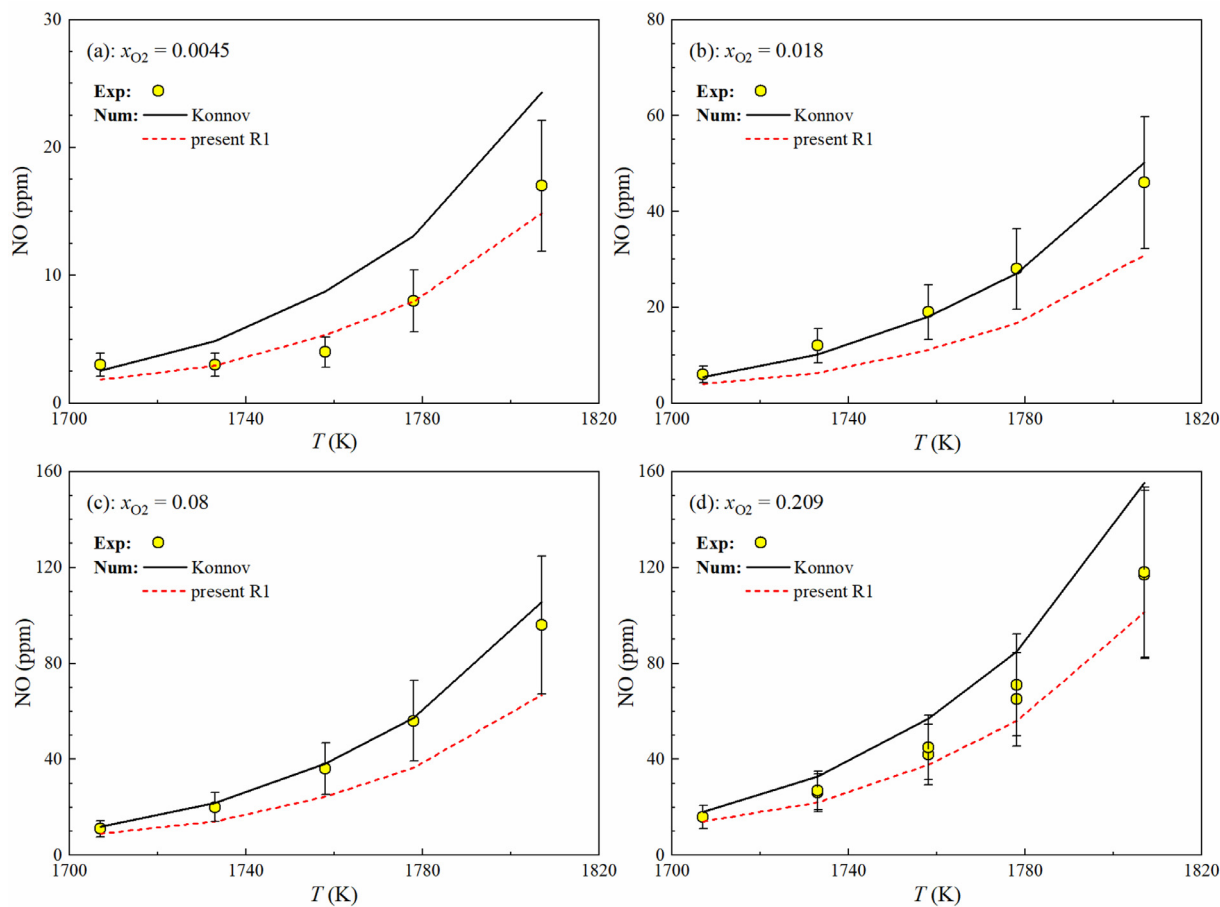 (a): xO2 = 0.0045
Exp:
Num: Konnov
present R1
NO (ppm)
30
20
10
0
1700 1740 1780 1820
T (K)
(b): xO2 = 0.018
Exp:
Num: Konnov
present R1
NO (ppm)
80
60
40
20
0
1700 1740 1780 1820
T (K)
(c): xO2 = 0.08
Exp:
Num: Konnov
present R1
NO (ppm)
160
120
80
40
0
1700 1740 1780 1820
T (K)
(d): xO2 = 0.209
Exp:
Num: Konnov
present R1
NO (ppm)
160
120
80
40
0
1700 1740 1780 1820
T (K)